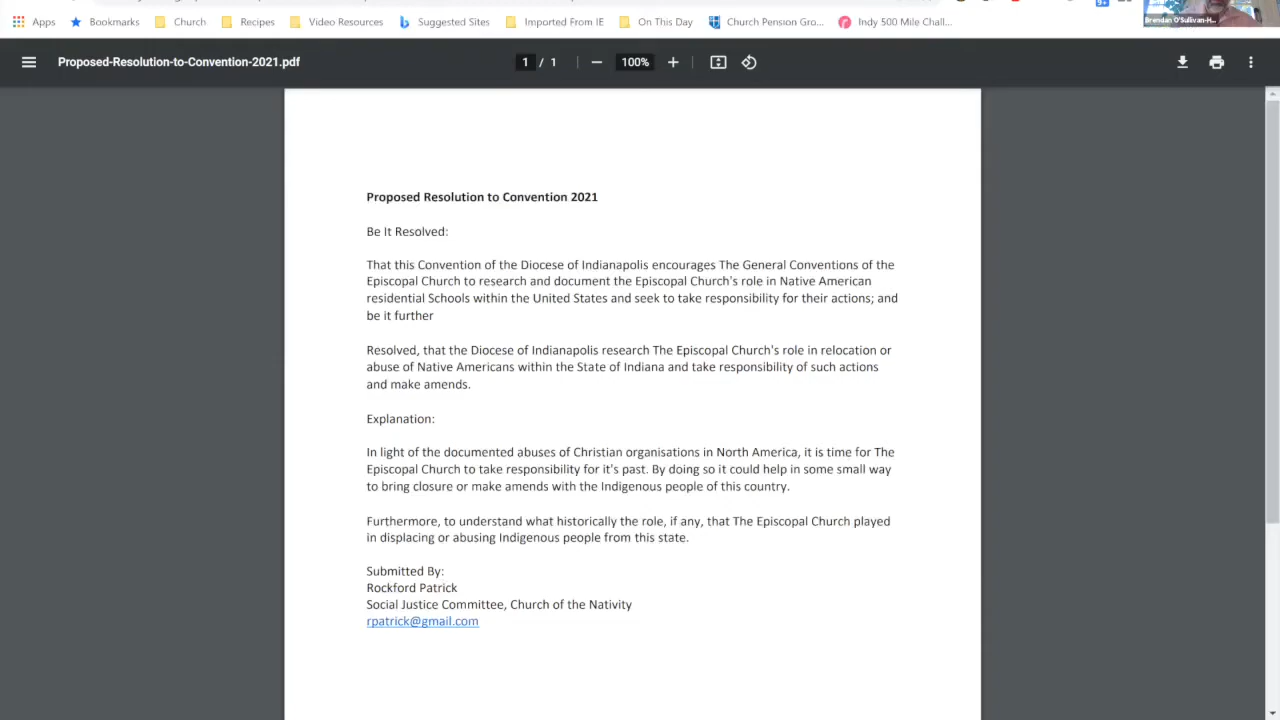 Apps
Bookmarks
Church
Recipes
Video Resources
Suggested Sites
Imported From IE
On This Day
Church Pension Gro...
Indy 500 Mile Chall...
Brendan O'Sullivan-H...
Proposed-Resolution-to-Convention-2021.pdf
1 / 1
100%
Proposed Resolution to Convention 2021
Be It Resolved:
That this Convention of the Diocese of Indianapolis encourages The General Conventions of the
Episcopal Church to research and document the Episcopal Church's role in Native American
residential Schools within the United States and seek to take responsibility for their actions; and
be it further
Resolved, that the Diocese of Indianapolis research The Episcopal Church's role in relocation or
abuse of Native Americans within the State of Indiana and take responsibility of such actions
and make amends.
Explanation:
In light of the documented abuses of Christian organisations in North America, it is time for The
Episcopal Church to take responsibility for it's past. By doing so it could help in some small way
to bring closure or make amends with the Indigenous people of this country.
Furthermore, to understand what historically the role, if any, that The Episcopal Church played
in displacing or abusing Indigenous people from this state.
Submitted By:
Rockford Patrick
Social Justice Committee, Church of the Nativity
rpatrick@gmail.com